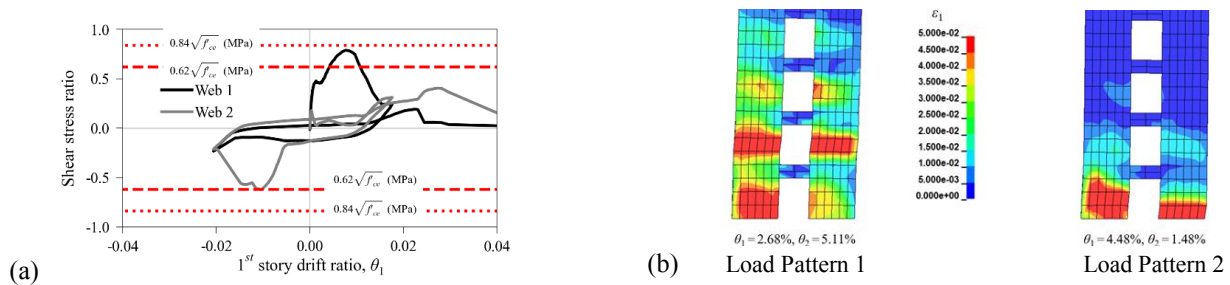 1.0
0.5
0.0
-0.5
-1.0
Shear stress ratio
0.84√f'ce (MPa)
0.62√f'ce (MPa)
Web 1
Web 2
0.62√f'ce (MPa)
0.84√f'ce (MPa)
-0.04 -0.02 0.00 0.02 0.04
1st story drift ratio, θ1
(a)
ε1
5.000e-02
4.500e-02
4.000e-02
3.500e-02
3.000e-02
2.500e-02
2.000e-02
1.500e-02
1.000e-02
5.000e-03
0.000e+00
θ1 = 2.68%, θ2 = 5.11%
θ1 = 4.48%, θ2 = 1.48%
(b)
Load Pattern 1
Load Pattern 2